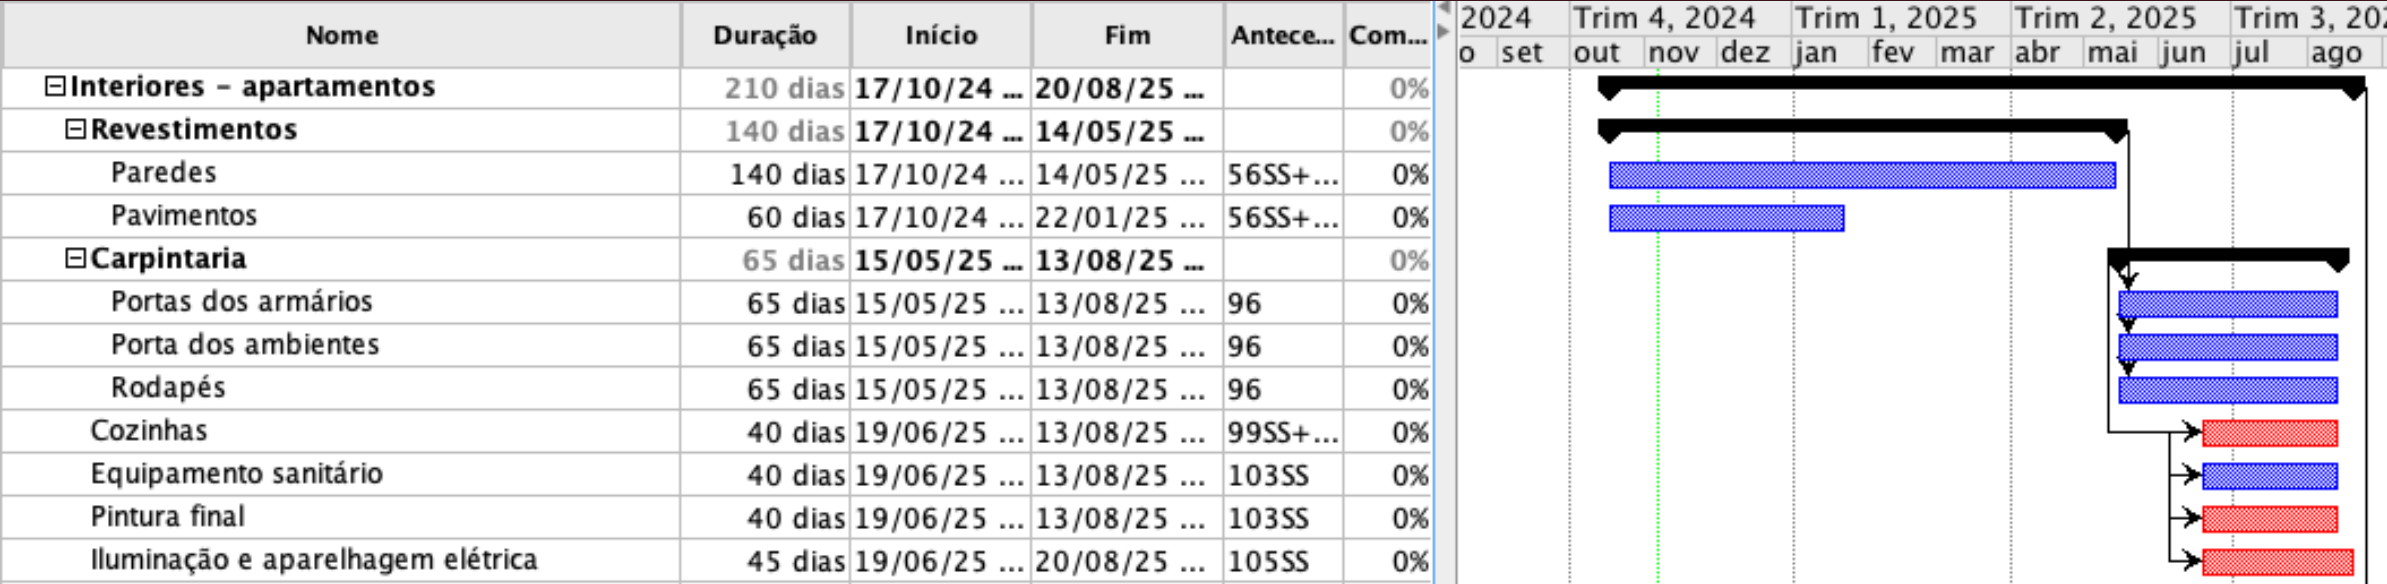 Nome Duração Início Fim Antece... Com... 2024 Trim 4, 2024 Trim 1, 2025 Trim 2, 2025 Trim 3, 202
o set out nov dez jan fev mar abr mai jun jul ago
Interiores – apartamentos 210 dias 17/10/24 ... 20/08/25 ... 0%
Revestimentos 140 dias 17/10/24 ... 14/05/25 ... 0%
Paredes 140 dias 17/10/24 ... 14/05/25 ... 56SS+... 0%
Pavimentos 60 dias 17/10/24 ... 22/01/25 ... 56SS+... 0%
Carpintaria 65 dias 15/05/25 ... 13/08/25 ... 0%
Portas dos armários 65 dias 15/05/25 ... 13/08/25 ... 96 0%
Porta dos ambientes 65 dias 15/05/25 ... 13/08/25 ... 96 0%
Rodapés 65 dias 15/05/25 ... 13/08/25 ... 96 0%
Cozinhas 40 dias 19/06/25 ... 13/08/25 ... 99SS+... 0%
Equipamento sanitário 40 dias 19/06/25 ... 13/08/25 ... 103SS 0%
Pintura final 40 dias 19/06/25 ... 13/08/25 ... 103SS 0%
Iluminação e aparelhagem elétrica 45 dias 19/06/25 ... 20/08/25 ... 105SS 0%